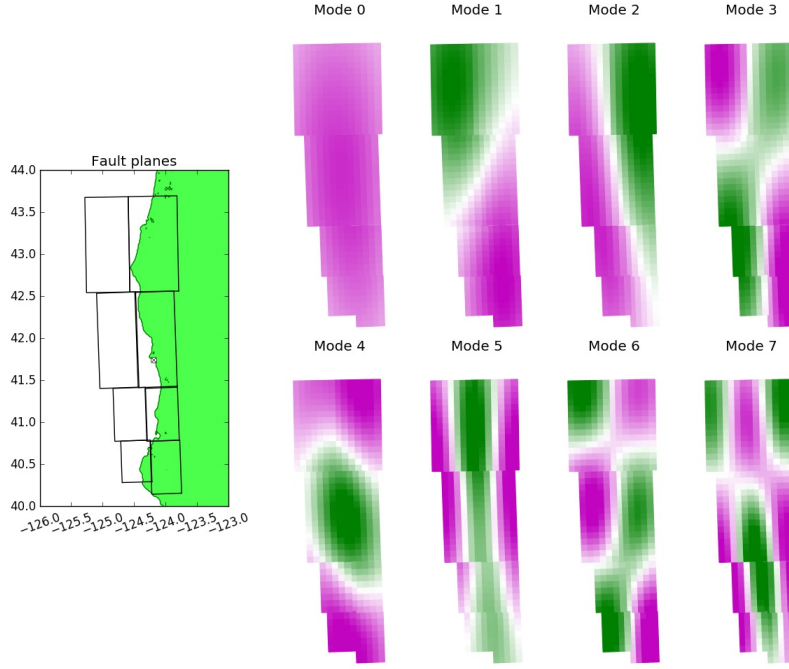 Mode 0
Mode 1
Mode 2
Mode 3
Fault planes
44.0
43.5
43.0
42.5
42.0
41.5
41.0
40.5
40.0
−126.0
−125.5
−125.0
−124.5
−124.0
−123.5
−123.0
Mode 4
Mode 5
Mode 6
Mode 7